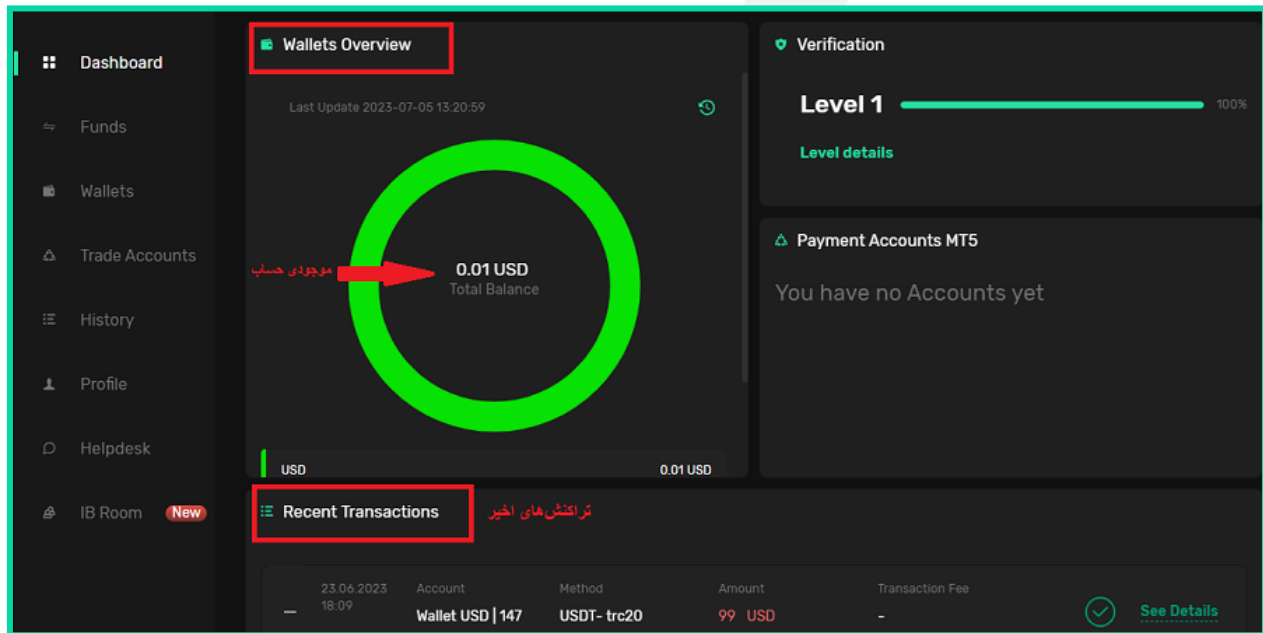 Dashboard
Funds
Wallets
Trade Accounts
History
Profile
Helpdesk
IB Room New
Wallets Overview
Last Update 2023-07-05 13:20:59
موجودی حساب
0.01 USD
Total Balance
USD 0.01 USD
Verification
Level 1 100%
Level details
Payment Accounts MT5
You have no Accounts yet
Recent Transactions تراکنش‌های اخیر
23.06.2023 Account Method Amount Transaction Fee
18:09 Wallet USD | 147 USDT- trc20 99 USD - See Details